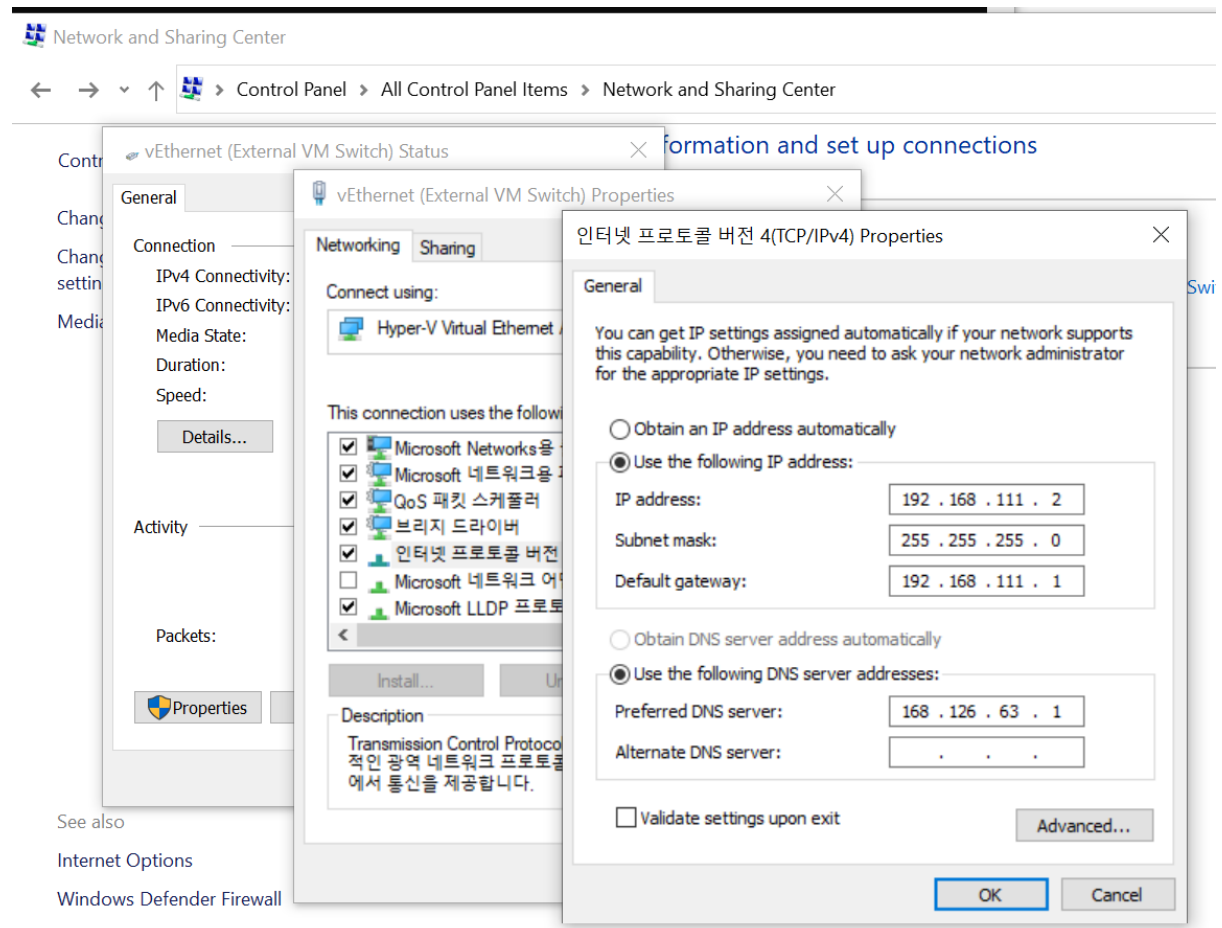 Network and Sharing Center
Control Panel > All Control Panel Items > Network and Sharing Center
formation and set up connections
vEthernet (External VM Switch) Status
General
Connection
IPv4 Connectivity:
IPv6 Connectivity:
Media State:
Duration:
Speed:
Details...
Activity
Packets:
Properties
See also
Internet Options
Windows Defender Firewall
vEthernet (External VM Switch) Properties
Networking
Sharing
Connect using:
Hyper-V Virtual Ethernet
This connection uses the
Microsoft Networks용
Microsoft 네트워크용
QoS 패킷 스케줄러
브리지 드라이버
인터넷 프로토콜 버전
Microsoft 네트워크
Microsoft LLDP
Install...
Description
Transmission Control
적인 광역 네트워크
에서 통신을 제공합니다.
인터넷 프로토콜 버전 4(TCP/IPv4) Properties
General
You can get IP settings assigned automatically if your network supports
this capability. Otherwise, you need to ask your network administrator
for the appropriate IP settings.
Obtain an IP address automatically
Use the following IP address:
IP address: 192 . 168 . 111 . 2
Subnet mask: 255 . 255 . 255 . 0
Default gateway: 192 . 168 . 111 . 1
Obtain DNS server address automatically
Use the following DNS server addresses:
Preferred DNS server: 168 . 126 . 63 . 1
Alternate DNS server: . . .
Validate settings upon exit
Advanced...
OK
Cancel